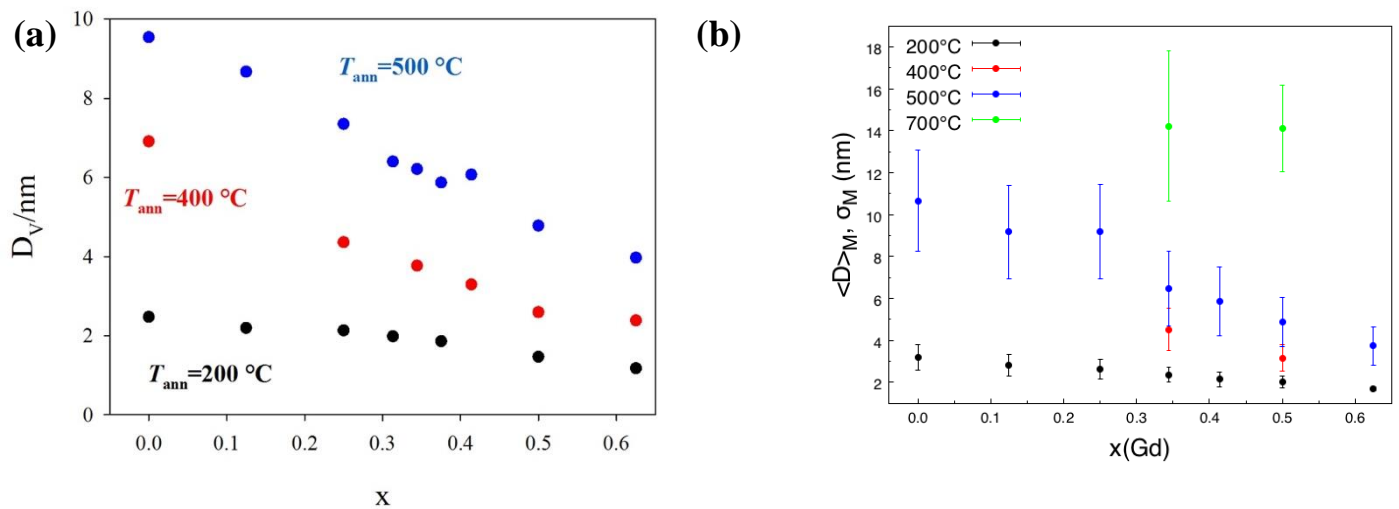 (a)
10
8
6
4
2
0
D_V/nm
T_ann=500 °C
T_ann=400 °C
T_ann=200 °C
0.0 0.1 0.2 0.3 0.4 0.5 0.6
x
(b)
18
16
14
12
10
8
6
4
2
<D>_M, σ_M (nm)
200°C
400°C
500°C
700°C
0.0 0.1 0.2 0.3 0.4 0.5 0.6
x(Gd)